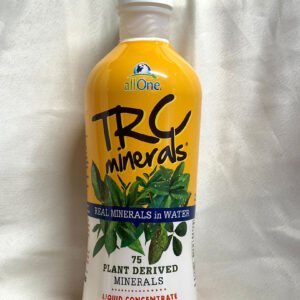 allOne®
TRC
minerals®
REAL MINERALS in WATER
75
PLANT DERIVED
MINERALS
LIQUID CONCENTRATE